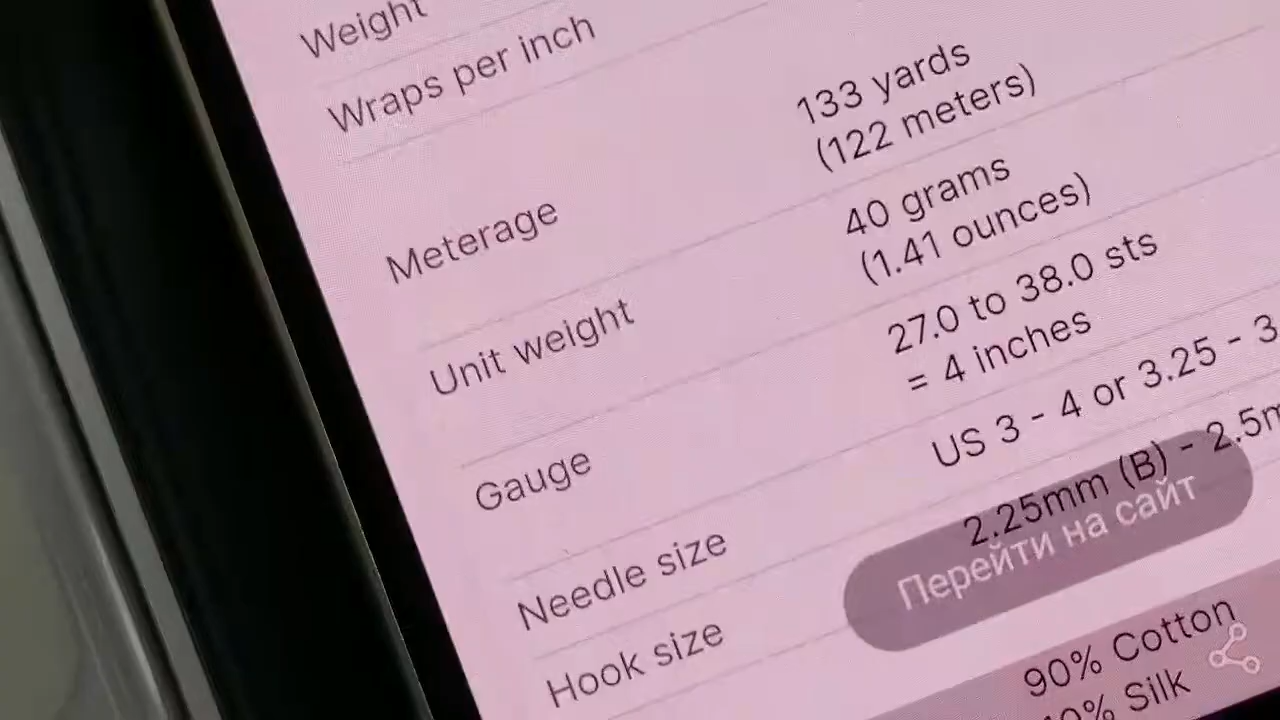 Weight
Wraps per inch
Meterage
133 yards
(122 meters)
Unit weight
40 grams
(1.41 ounces)
Gauge
27.0 to 38.0 sts
= 4 inches
Needle size
US 3 - 4 or 3.25 - 3
Hook size
2.25mm (B) - 2.5m
Перейти на сайт
90% Cotton
0% Silk